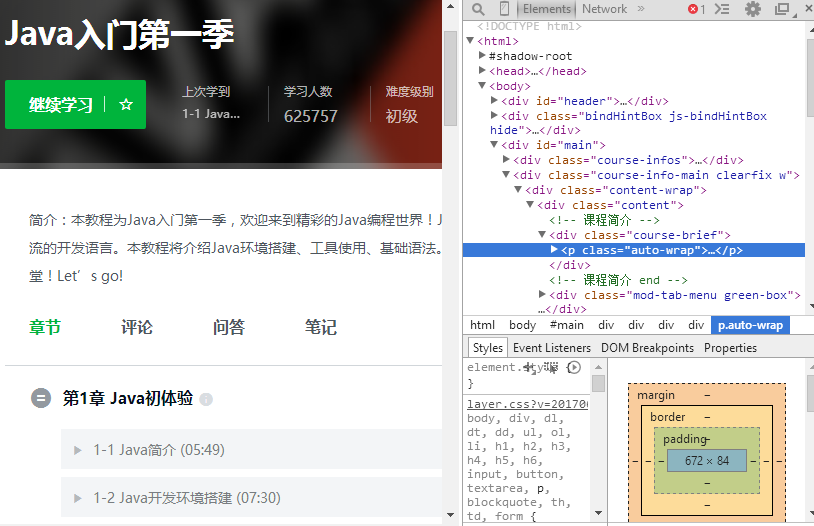 Java入门第一季
继续学习
上次学到
1-1 Java...
学习人数
625757
难度级别
初级
简介：本教程为Java入门第一季，欢迎来到精彩的Java编程世界！J
流的开发语言。本教程将介绍Java环境搭建、工具使用、基础语法。
堂！Let’s go!
章节 评论 问答 笔记
第1章 Java初体验
1-1 Java简介 (05:49)
1-2 Java开发环境搭建 (07:30)
Elements Network » 1
<!DOCTYPE html>
<html>
#shadow-root
<head>…</head>
<body>
<div id="header">…</div>
<div class="bindHintBox js-bindHintBox
hide">…</div>
<div id="main">
<div class="course-infos">…</div>
<div class="course-info-main clearfix w">
<div class="content-wrap">
<div class="content">
<!-- 课程简介 -->
<div class="course-brief">
<p class="auto-wrap">…</p>
</div>
<!-- 课程简介 end -->
<div class="mod-tab-menu green-box">
…</div>
html body #main div div div div p.auto-wrap
Styles Event Listeners DOM Breakpoints Properties
element.style {
}
layer.css?v=20170
body, div, dl,
dt, dd, ul, ol,
li, h1, h2, h3,
h4, h5, h6,
input, button,
textarea, p,
blockquote, th,
td, form {
margin –
border –
padding –
– – – 672 × 84 – – –
–
–